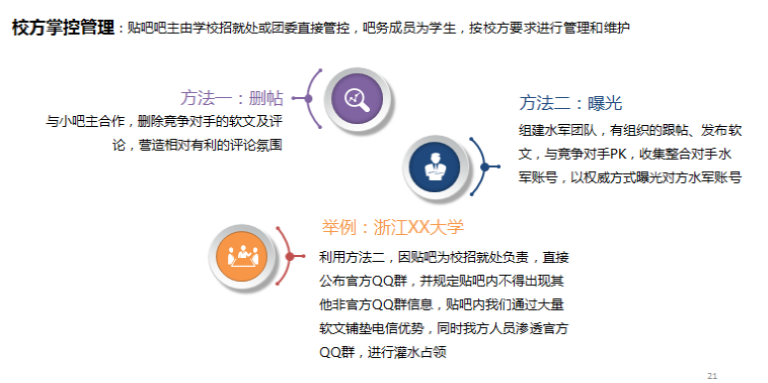 校方掌控管理：贴吧吧主由学校招就处或团委直接管控，吧务成员为学生，按校方要求进行管理和维护
方法一：删帖
与小吧主合作，删除竞争对手的软文及评
论，营造相对有利的评论氛围
方法二：曝光
组建水军团队，有组织的跟帖、发布软
文，与竞争对手PK，收集整合对手水
军账号，以权威方式曝光对方水军账号
举例：浙江XX大学
利用方法二，因贴吧为校招就处负责，直接
公布官方QQ群，并规定贴吧内不得出现其
他非官方QQ群信息，贴吧内我们通过大量
软文铺垫电信优势，同时我方人员渗透官方
QQ群，进行灌水占领
21